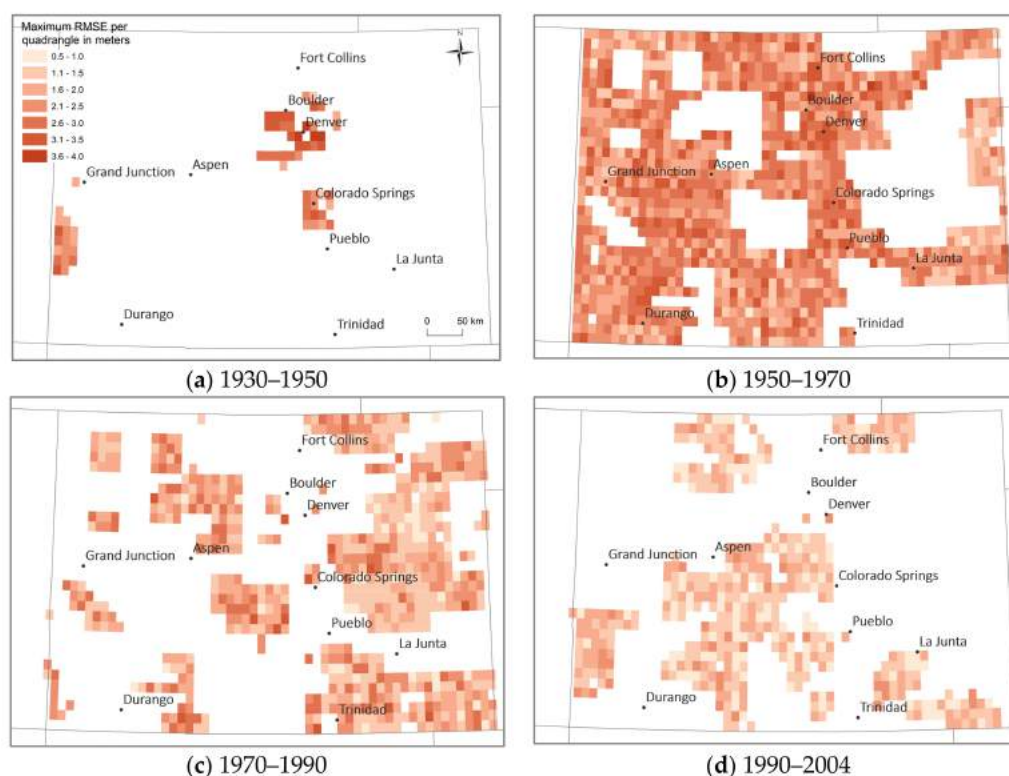 Maximum RMSE per
quadrangle in meters
0.5 - 1.0
1.1 - 1.5
1.6 - 2.0
2.1 - 2.5
2.6 - 3.0
3.1 - 3.5
3.6 - 4.0
N
Fort Collins
Boulder
Denver
Aspen
Grand Junction
Colorado Springs
Pueblo
La Junta
Durango
Trinidad
0 50 km
(a) 1930–1950
Fort Collins
Boulder
Denver
Aspen
Grand Junction
Colorado Springs
Pueblo
La Junta
Durango
Trinidad
(b) 1950–1970
Fort Collins
Boulder
Denver
Aspen
Grand Junction
Colorado Springs
Pueblo
La Junta
Durango
Trinidad
(c) 1970–1990
Fort Collins
Boulder
Denver
Grand Junction
Aspen
Colorado Springs
Pueblo
La Junta
Durango
Trinidad
(d) 1990–2004